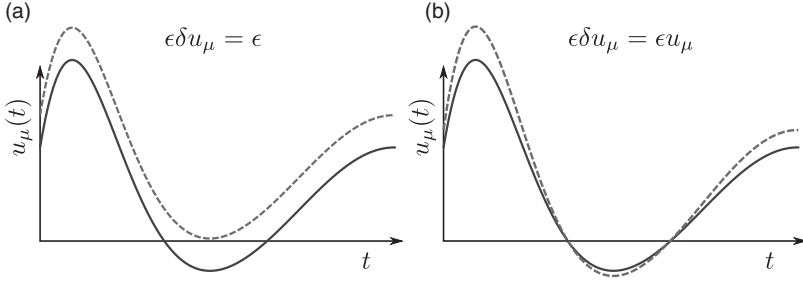 (a)
ϵδu_μ = ϵ
u_μ(t)
t
(b)
ϵδu_μ = ϵu_μ
u_μ(t)
t